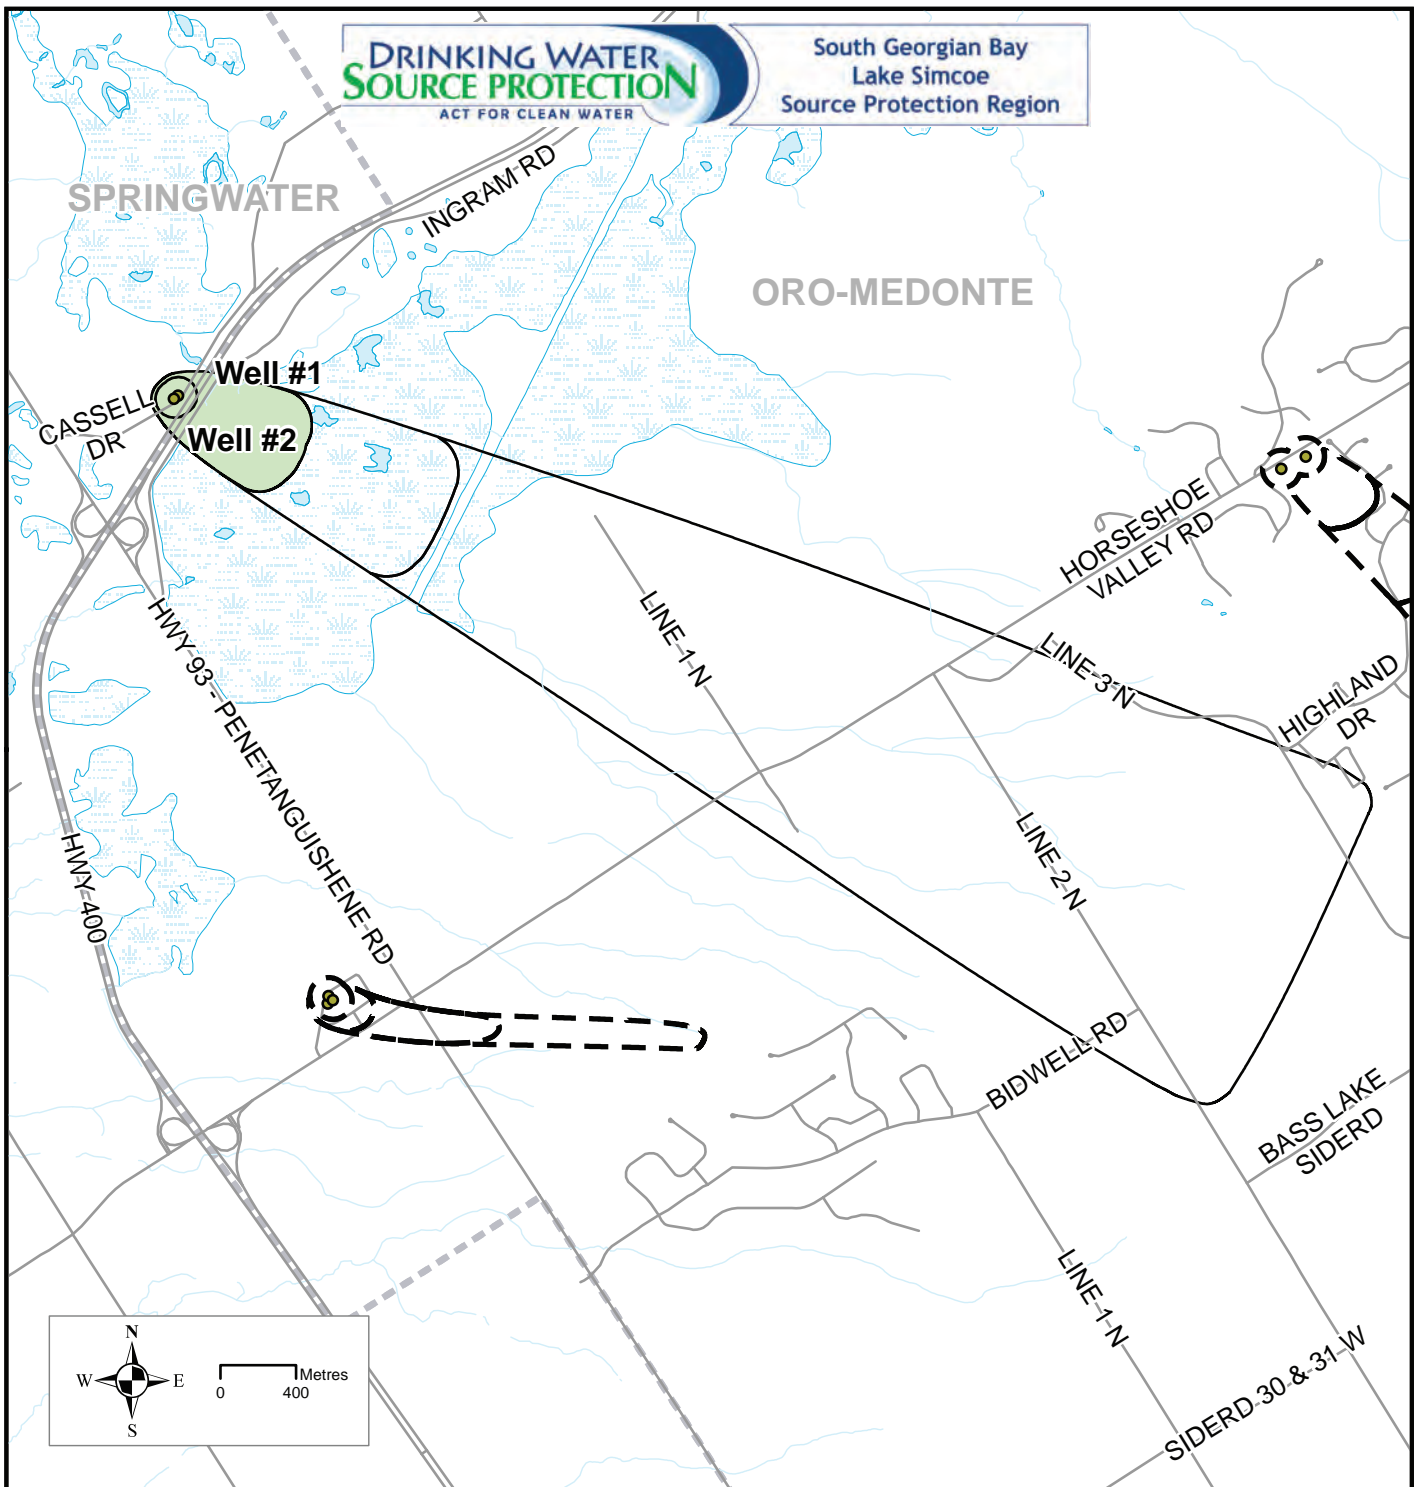 DRINKING WATER
SOURCE PROTECTION
ACT FOR CLEAN WATER
South Georgian Bay
Lake Simcoe
Source Protection Region
SPRINGWATER
INGRAM RD
ORO-MEDONTE
Well #1
CASSELL
DR
Well #2
HORSESHOE
VALLEY RD
LINE 1 N
LINE 3 N
HIGHLAND
DR
HWY 93 - PENETANGUISHENE RD
HWY 400
LINE 2 N
BIDWELL RD
BASS LAKE
SIDERD
LINE 1 N
SIDERD 30 & 31 W
N
W
E
S
Metres
0
400